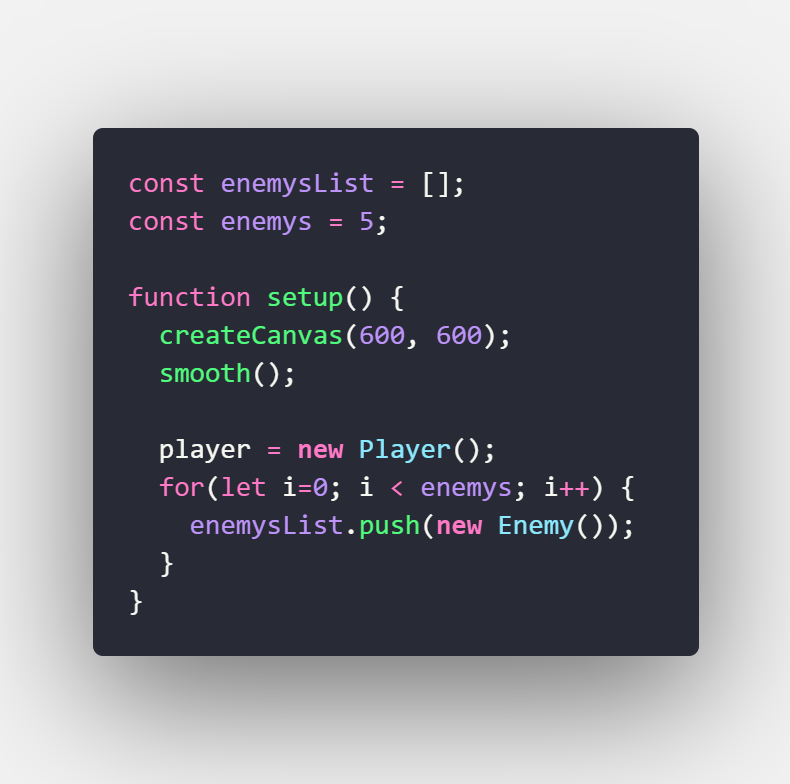 const enemysList = [];
const enemys = 5;

function setup() {
  createCanvas(600, 600);
  smooth();

  player = new Player();
  for(let i=0; i < enemys; i++) {
    enemysList.push(new Enemy());
  }
}